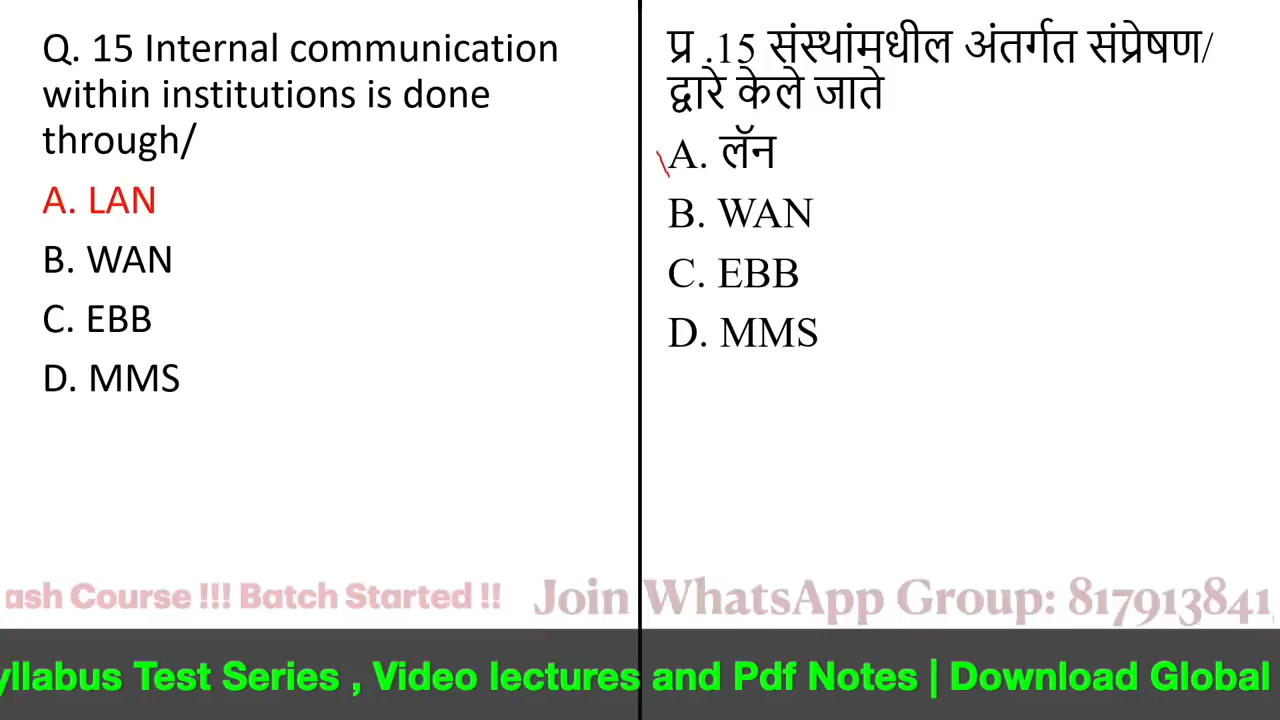 Q. 15 Internal communication
within institutions is done
through/
A. LAN
B. WAN
C. EBB
D. MMS
प्र .15 संस्थांमधील अंतर्गत संप्रेषण/
द्वारे केले जाते
A. लॅन
B. WAN
C. EBB
D. MMS
ash Course !!! Batch Started !!
Join WhatsApp Group: 817913841
yllabus Test Series , Video lectures and Pdf Notes | Download Global